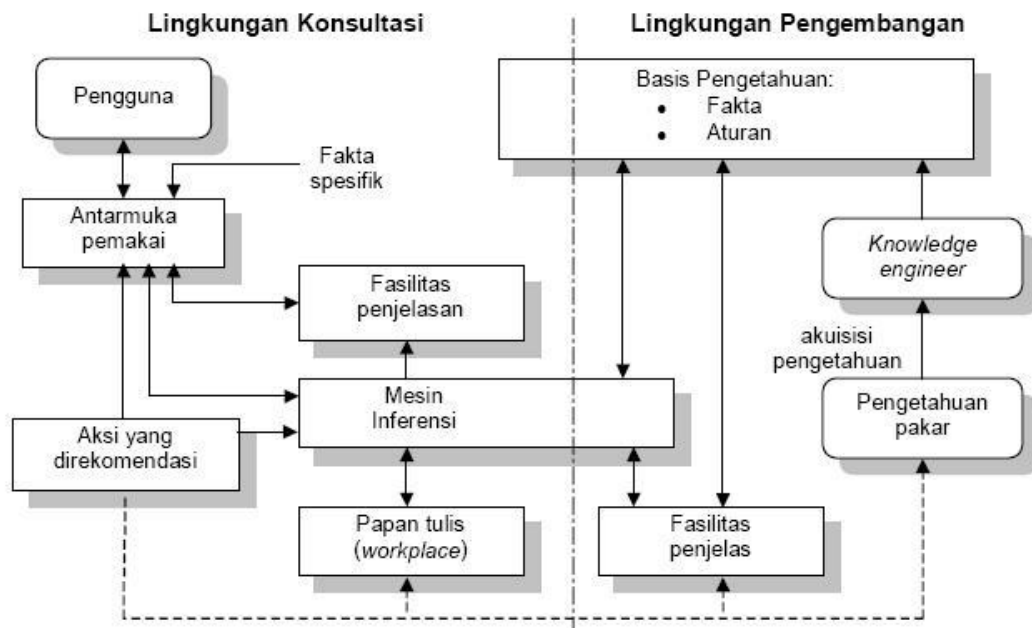 Lingkungan Konsultasi
Lingkungan Pengembangan
Pengguna
Basis Pengetahuan:
• Fakta
• Aturan
Fakta
spesifik
Antarmuka
pemakai
Knowledge
engineer
Fasilitas
penjelasan
akuisisi
pengetahuan
Mesin
Inferensi
Pengetahuan
pakar
Aksi yang
direkomendasi
Papan tulis
(workplace)
Fasilitas
penjelas